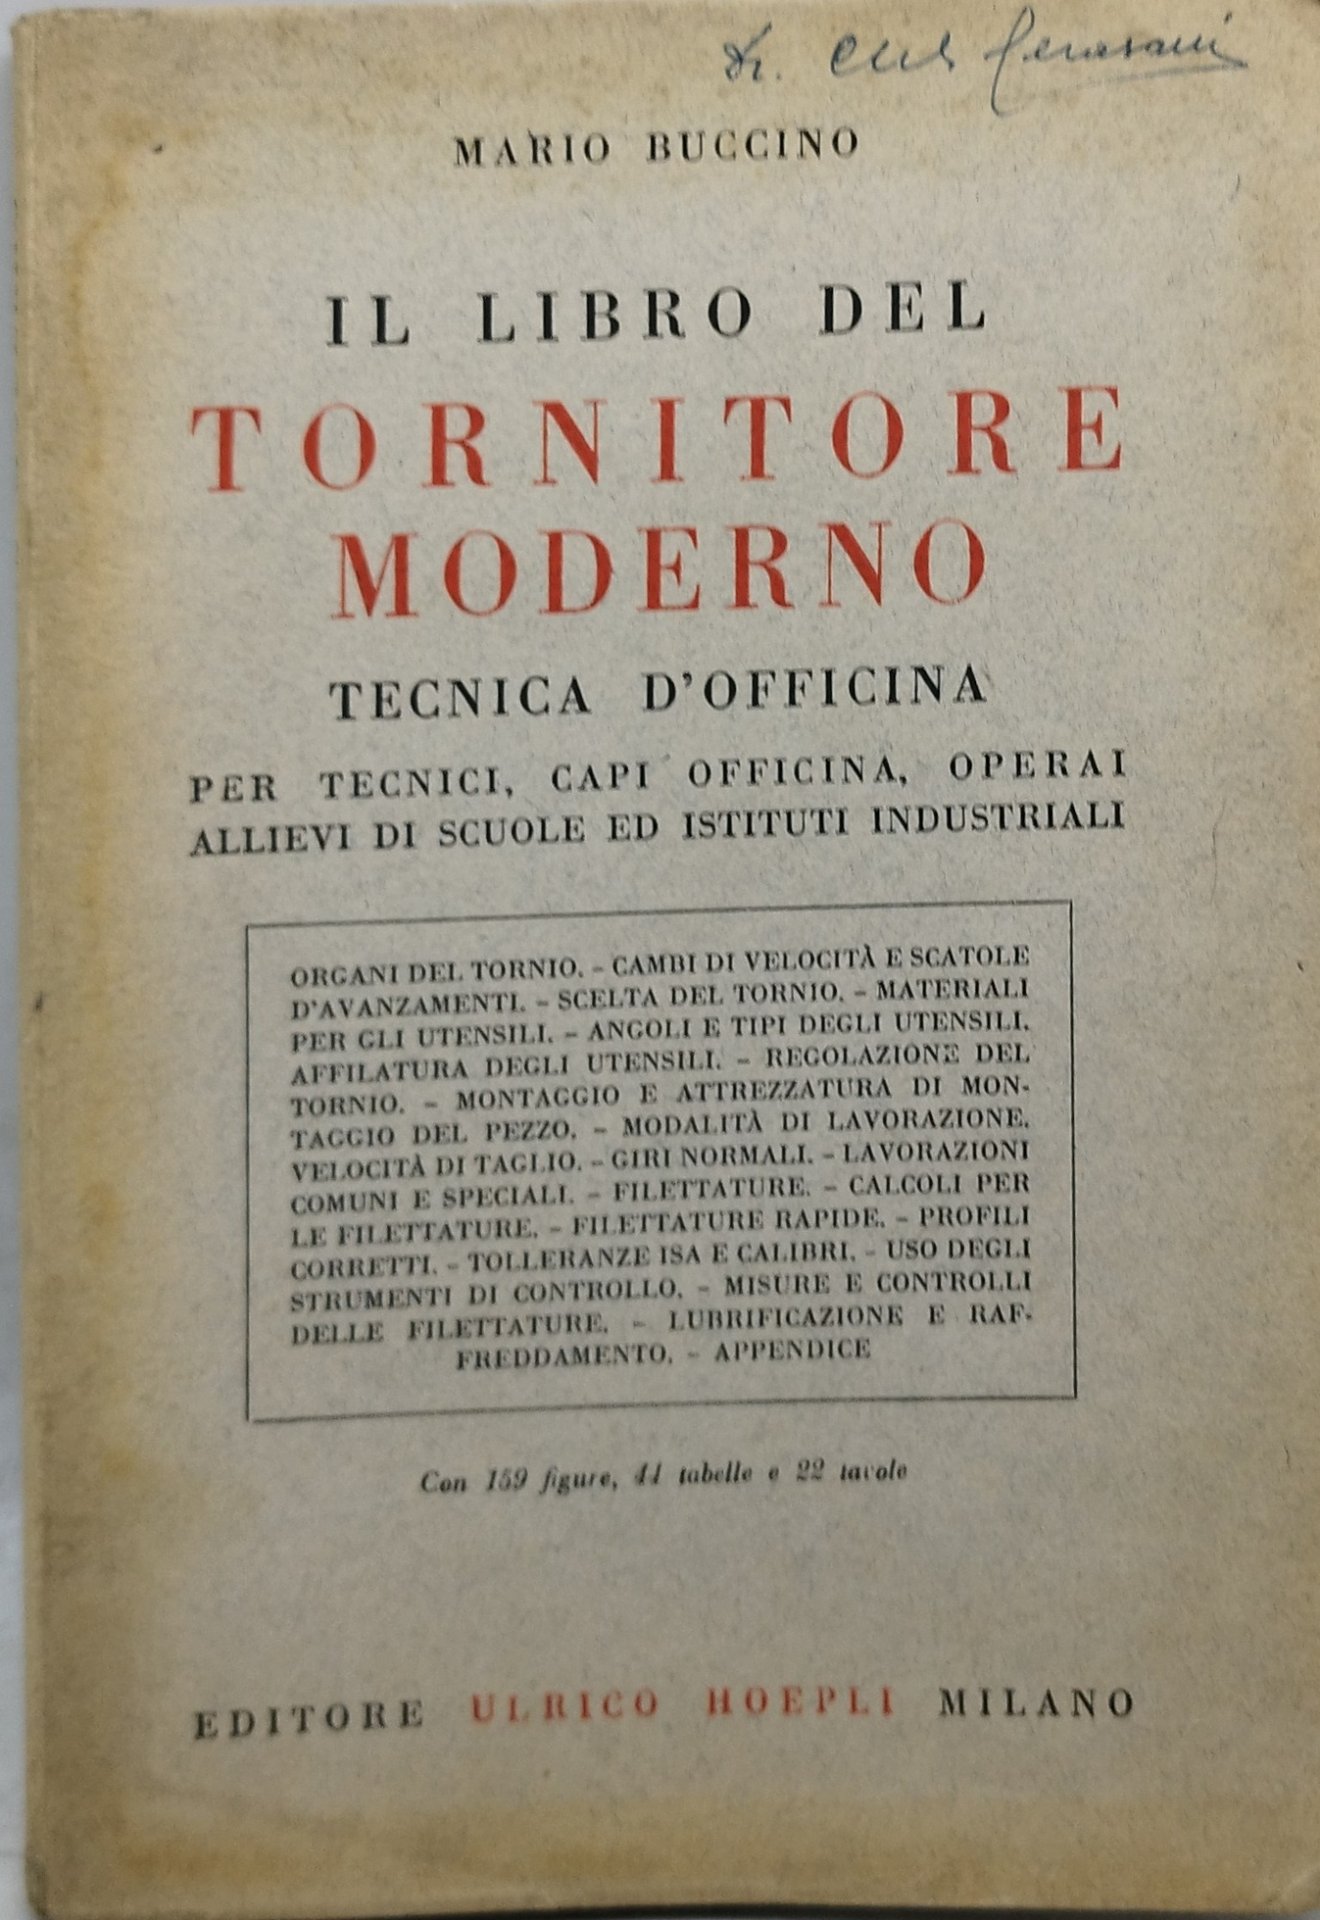 Dr.
MARIO BUCCINO
IL LIBRO DEL
TORNITORE
MODERNO
TECNICA D'OFFICINA
PER TECNICI, CAPI OFFICINA, OPERAI
ALLIEVI DI SCUOLE ED ISTITUTI INDUSTRIALI
ORGANI DEL TORNIO. - CAMBI DI VELOCITÀ E SCATOLE
D'AVANZAMENTI. - SCELTA DEL TORNIO. - MATERIALI
PER GLI UTENSILI. - ANGOLI E TIPI DEGLI UTENSILI.
AFFILATURA DEGLI UTENSILI. - REGOLAZIONE DEL
TORNIO. - MONTAGGIO E ATTREZZATURA DI MON-
TAGGIO DEL PEZZO. - MODALITÀ DI LAVORAZIONE.
VELOCITÀ DI TAGLIO. - GIRI NORMALI. - LAVORAZIONI
COMUNI E SPECIALI. - FILETTATURE. - CALCOLI PER
LE FILETTATURE. - FILETTATURE RAPIDE. - PROFILI
CORRETTI. - TOLLERANZE ISA E CALIBRI. - USO DEGLI
STRUMENTI DI CONTROLLO. - MISURE E CONTROLLI
DELLE FILETTATURE. - LUBRIFICAZIONE E RAF-
FREDDAMENTO. - APPENDICE
Con 159 figure, 44 tabelle e 22 tavole
EDITORE ULRICO HOEPLI MILANO